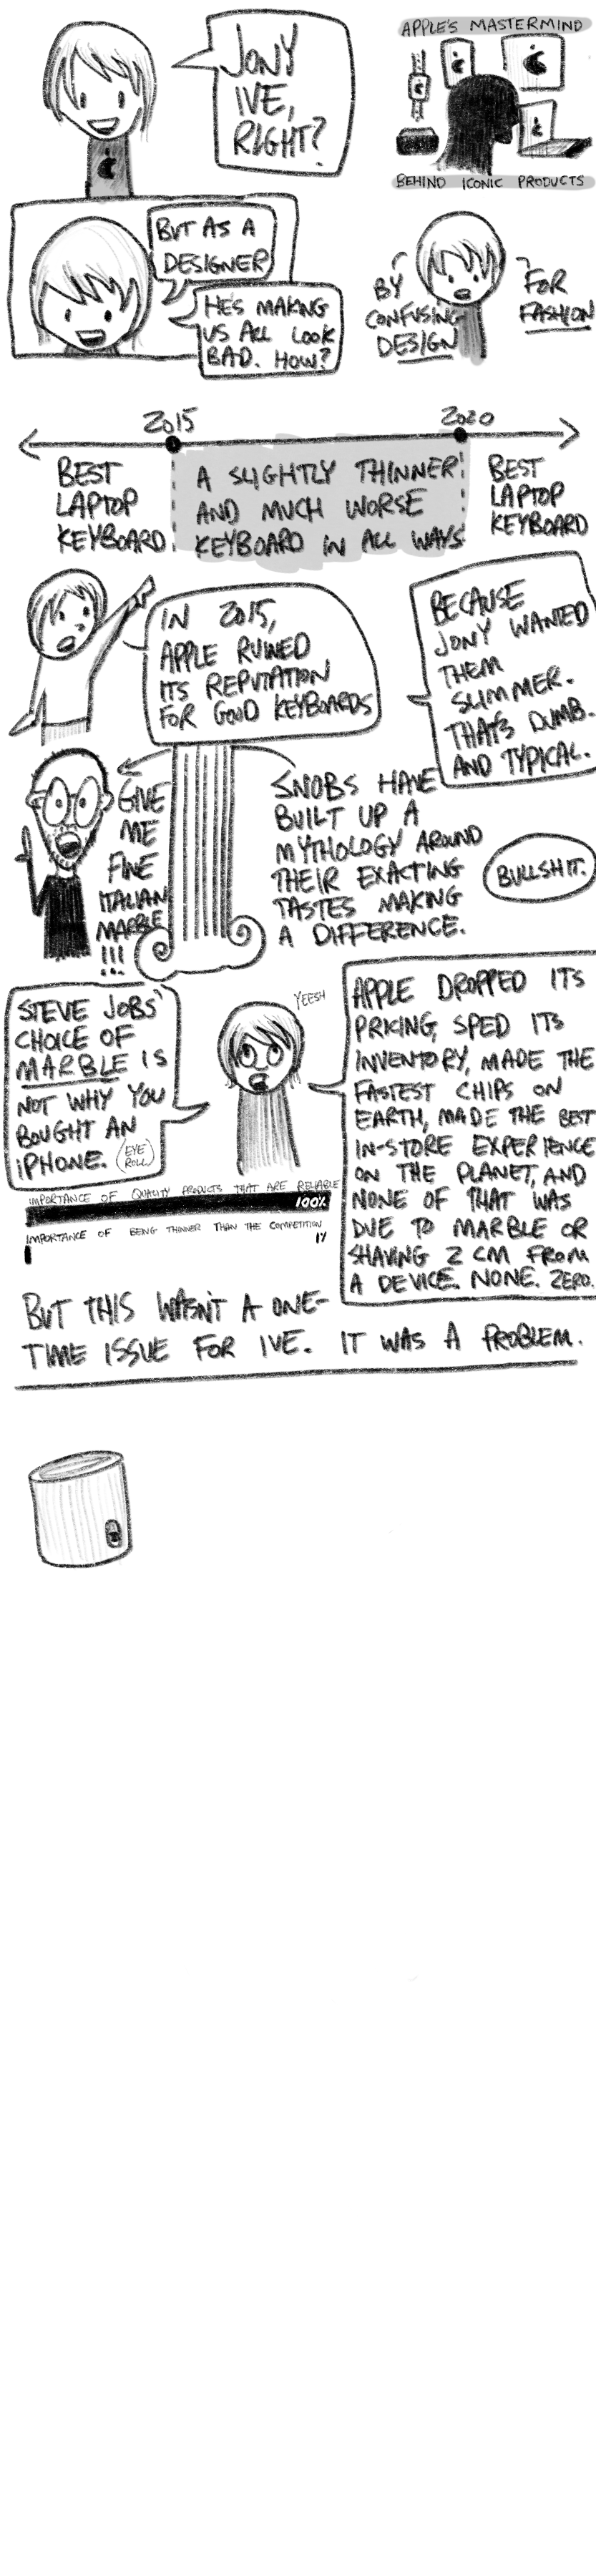 JONY
IVE,
RIGHT?
APPLE'S MASTERMIND
BEHIND ICONIC PRODUCTS
BUT AS A
DESIGNER
HE'S MAKING
US ALL LOOK
BAD. HOW?
BY
CONFUSING
DESIGN
FOR
FASHION
2015
2020
BEST
LAPTOP
KEYBOARD
A SLIGHTLY THINNER
AND MUCH WORSE
KEYBOARD IN ALL WAYS
BEST
LAPTOP
KEYBOARD
IN 2015,
APPLE RUINED
ITS REPUTATION
FOR GOOD KEYBOARDS
BECAUSE
JONY WANTED
THEM
SLIMMER.
THAT'S DUMB.
AND TYPICAL.
GIVE
ME
FINE
ITALIAN
MARBLE
!!!
SNOBS HAVE
BUILT UP A
MYTHOLOGY AROUND
THEIR EXACTING
TASTES MAKING
A DIFFERENCE.
BULLSHIT.
STEVE JOBS'
CHOICE OF
MARBLE IS
NOT WHY YOU
BOUGHT AN
iPHONE.
(EYE
ROLL)
YEESH
APPLE DROPPED ITS
PRICING, SPED ITS
INVENTORY, MADE THE
FASTEST CHIPS ON
EARTH, MADE THE BEST
IN-STORE EXPERIENCE
ON THE PLANET, AND
NONE OF THAT WAS
DUE TO MARBLE OR
SHAVING 2 CM FROM
A DEVICE. NONE. ZERO.
IMPORTANCE OF QUALITY PRODUCTS THAT ARE RELIABLE
100%
IMPORTANCE OF BEING THINNER THAN THE COMPETITION
1%
BUT THIS WASN'T A ONE-
TIME ISSUE FOR IVE. IT WAS A PROBLEM.